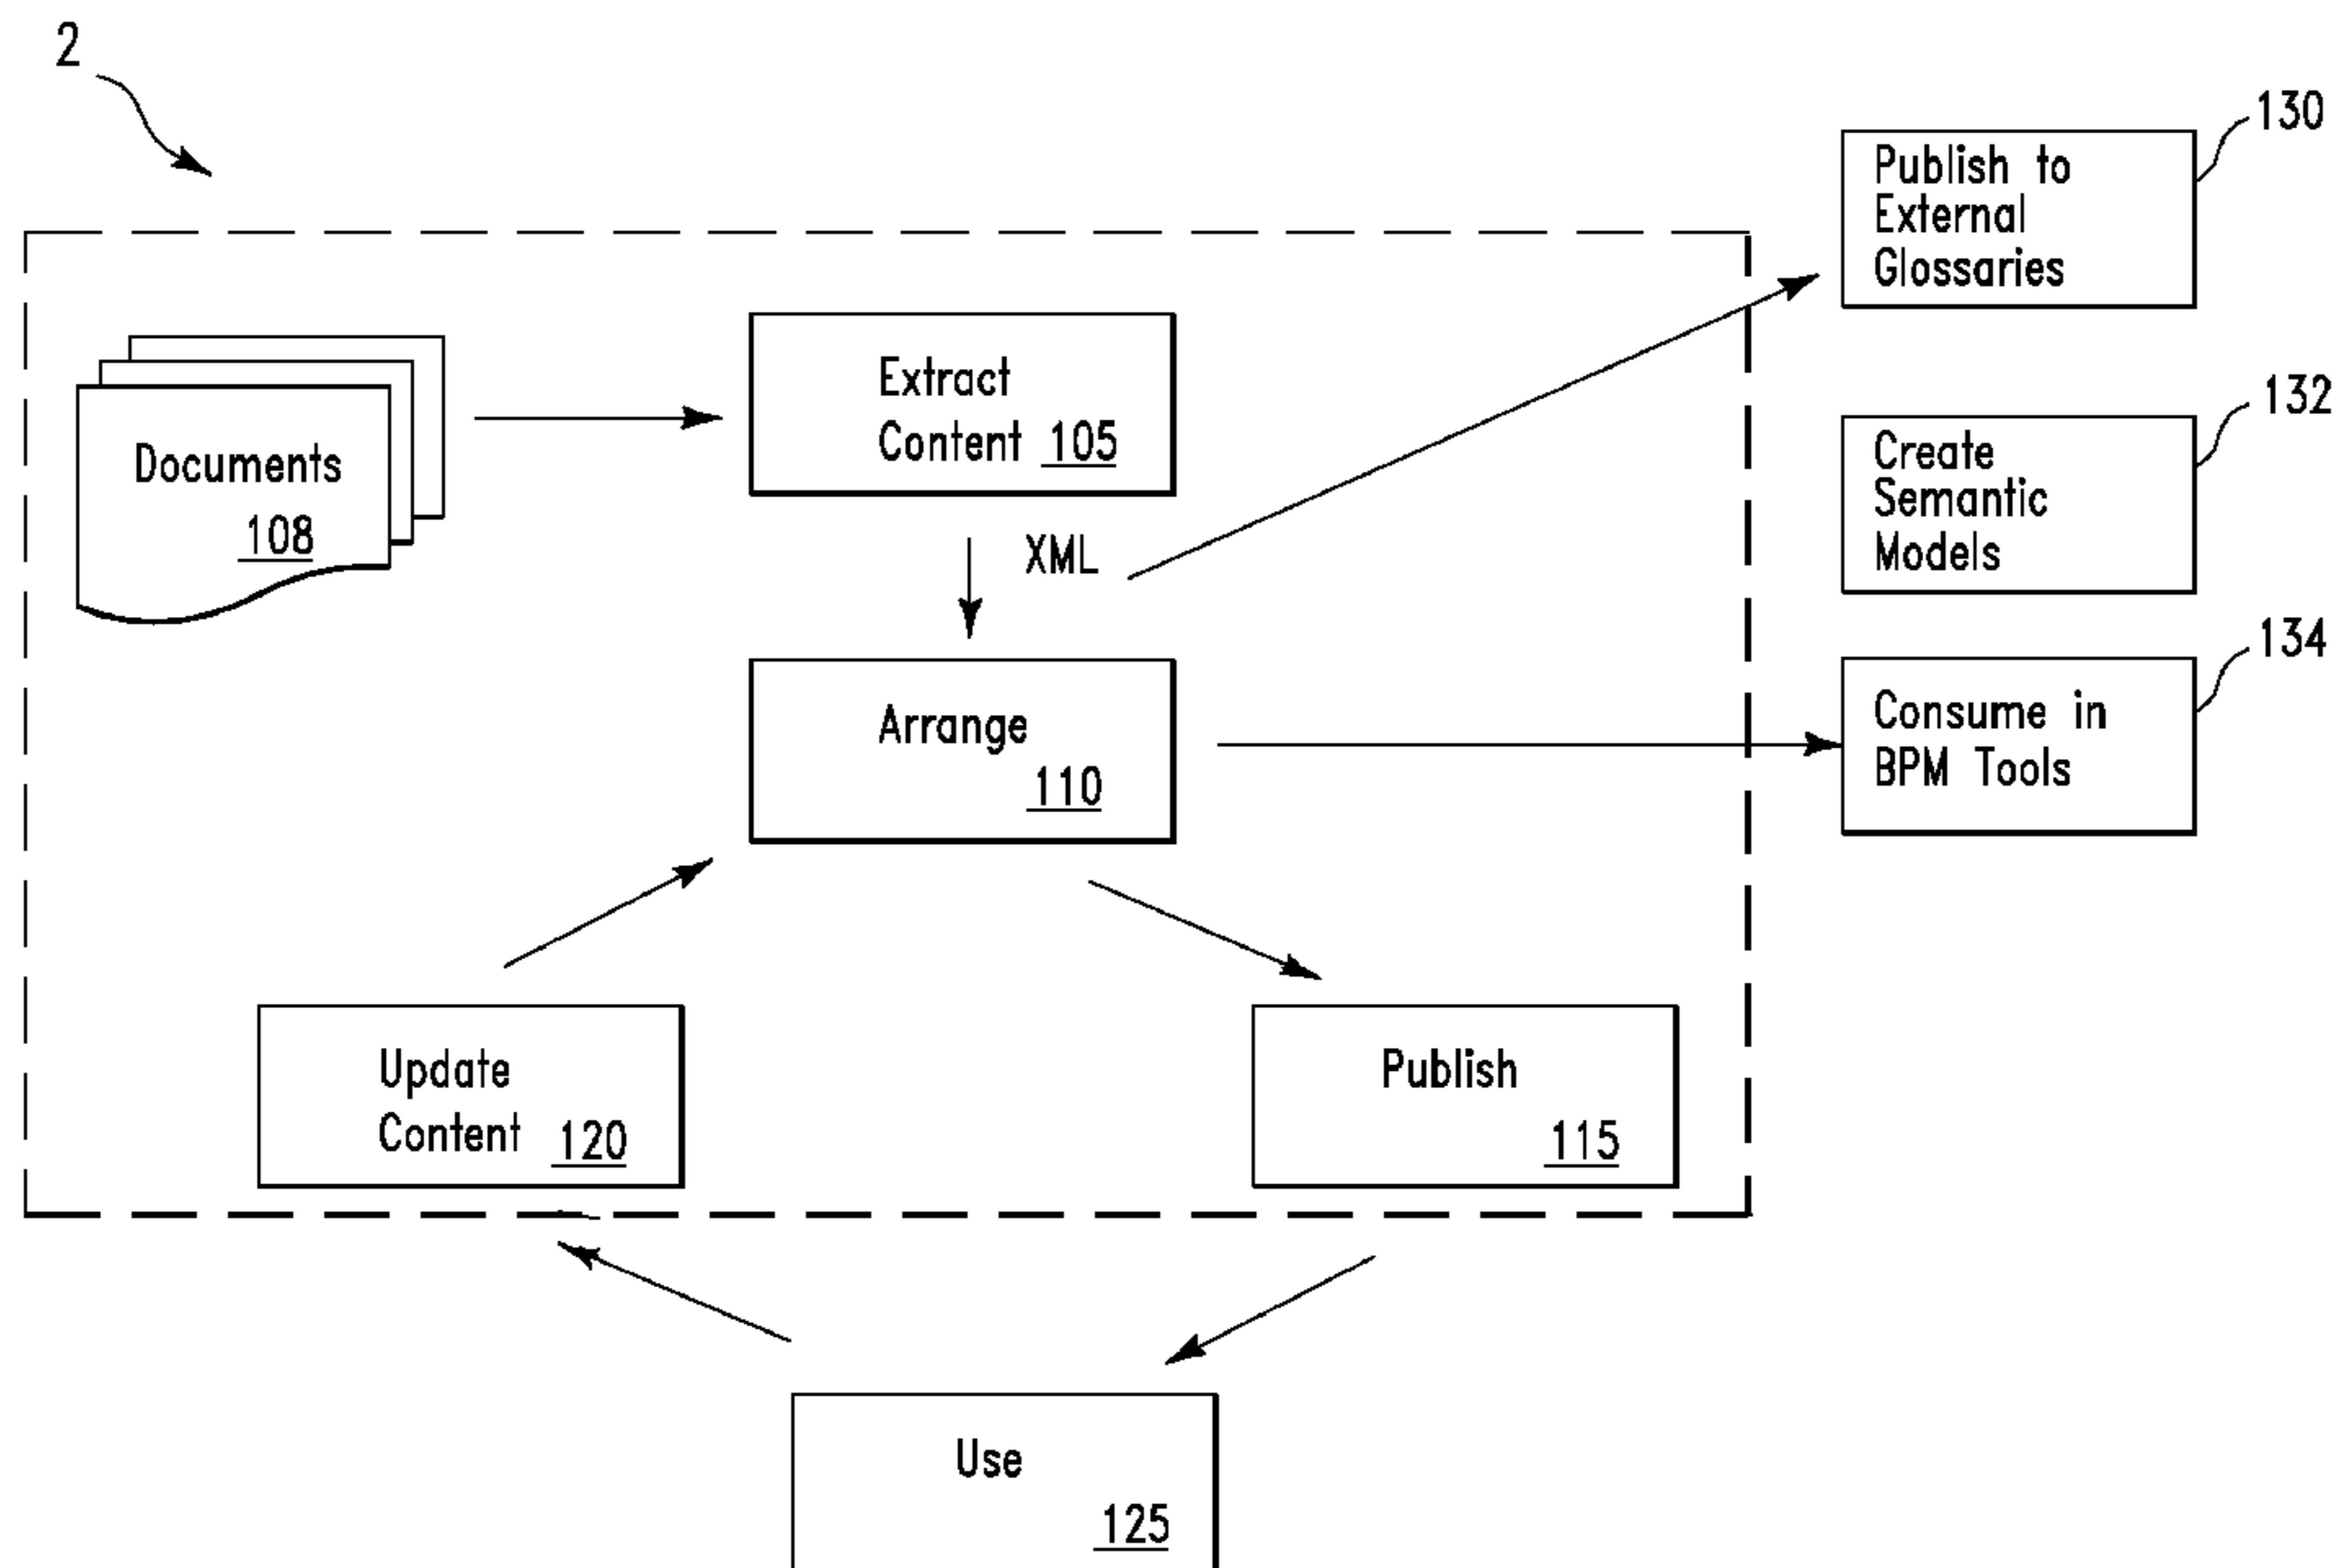 2
130
Publish to
External
Glossaries
132
Create
Semantic
Models
134
Consume in
BPM Tools
Documents
108
Extract
Content 105
XML
Arrange
110
Update
Content 120
Publish
115
Use
125